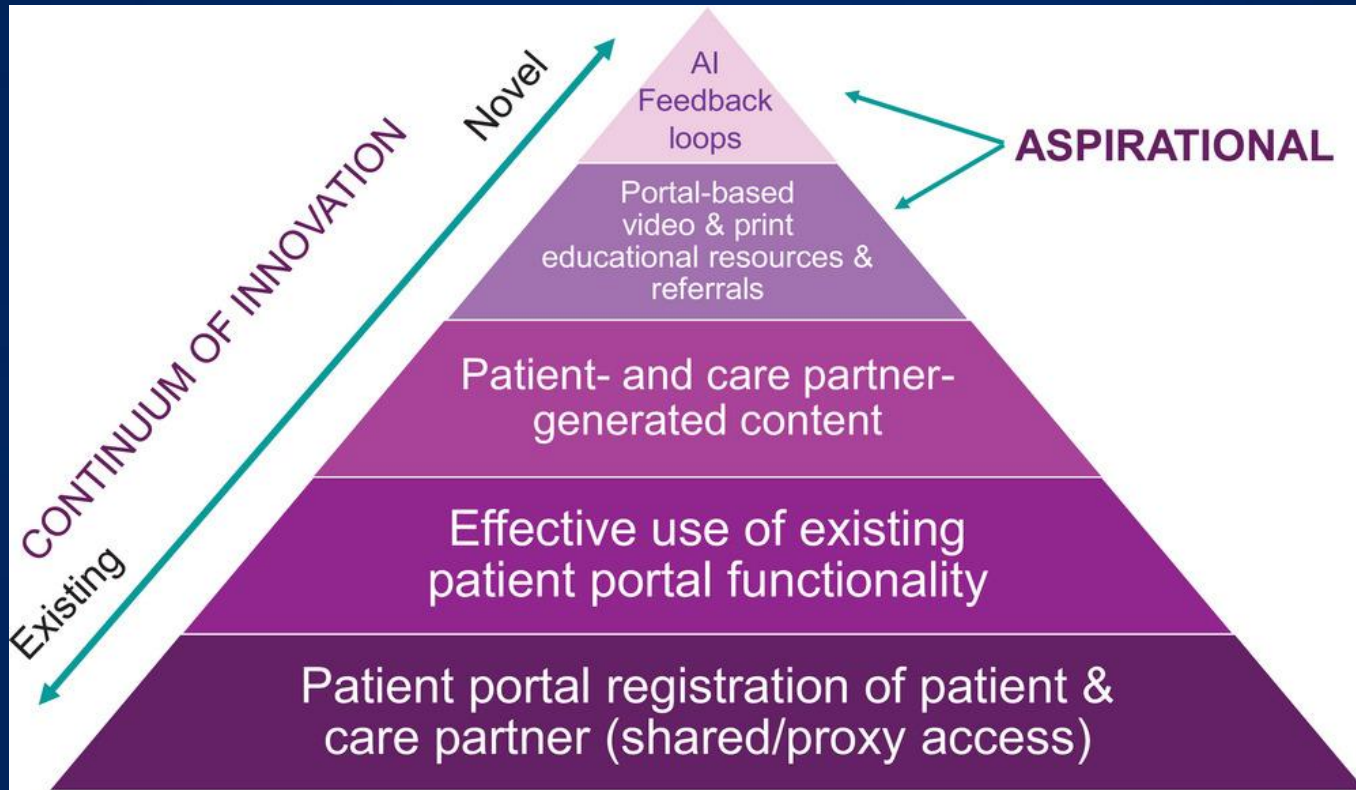 AI
Feedback
loops
Portal-based
video & print
educational resources &
referrals
Patient- and care partner-
generated content
Effective use of existing
patient portal functionality
Patient portal registration of patient &
care partner (shared/proxy access)
Novel
CONTINUUM OF INNOVATION
Existing
ASPIRATIONAL